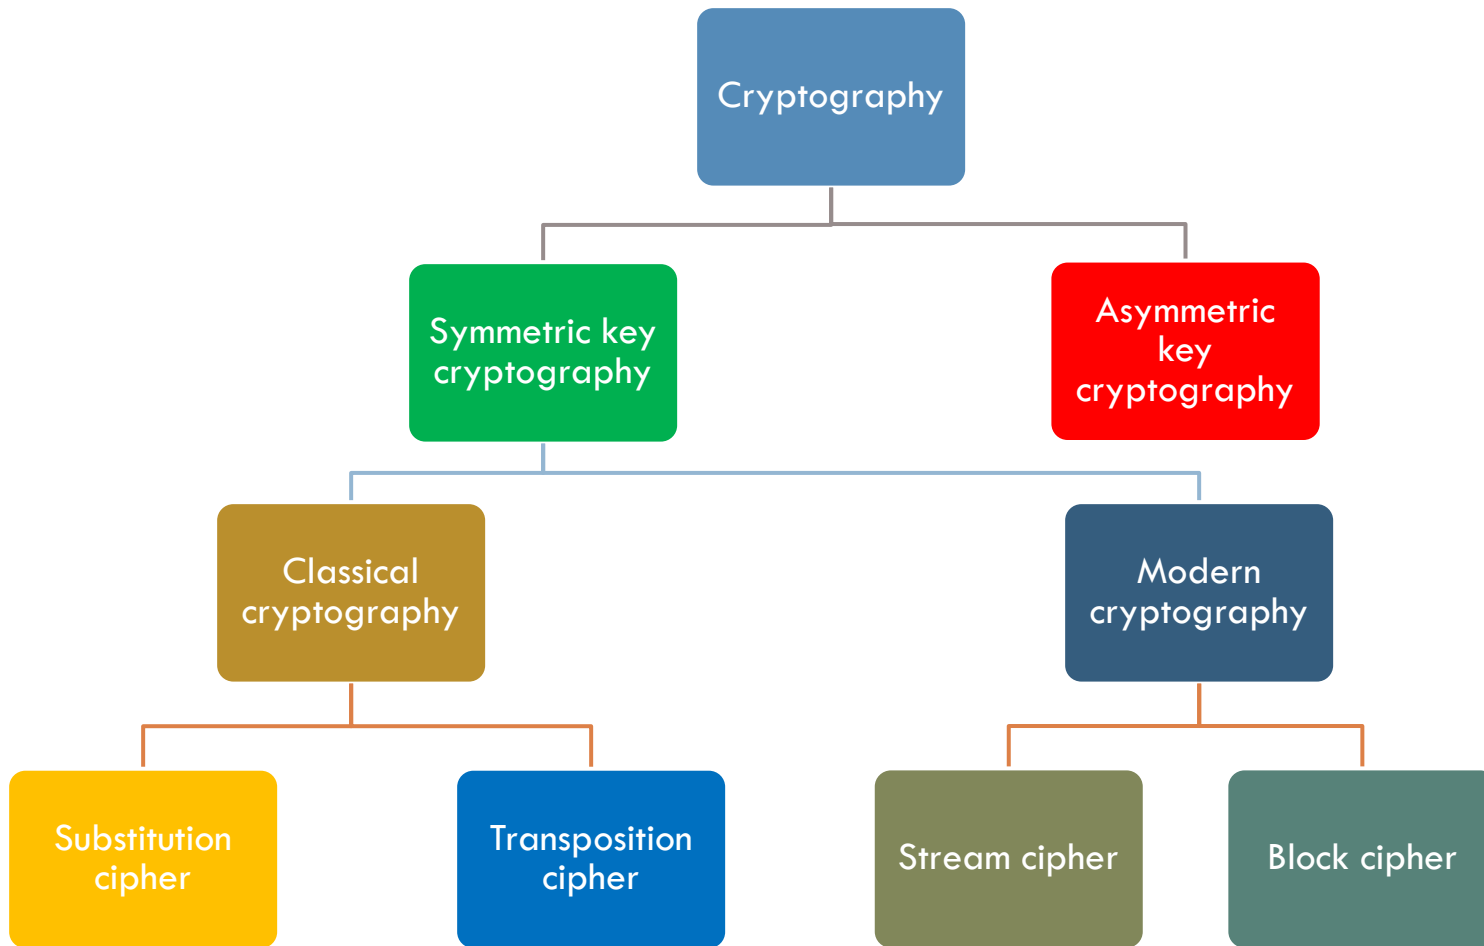 Cryptography
Symmetric key
cryptography
Asymmetric
key
cryptography
Classical
cryptography
Modern
cryptography
Substitution
cipher
Transposition
cipher
Stream cipher
Block cipher